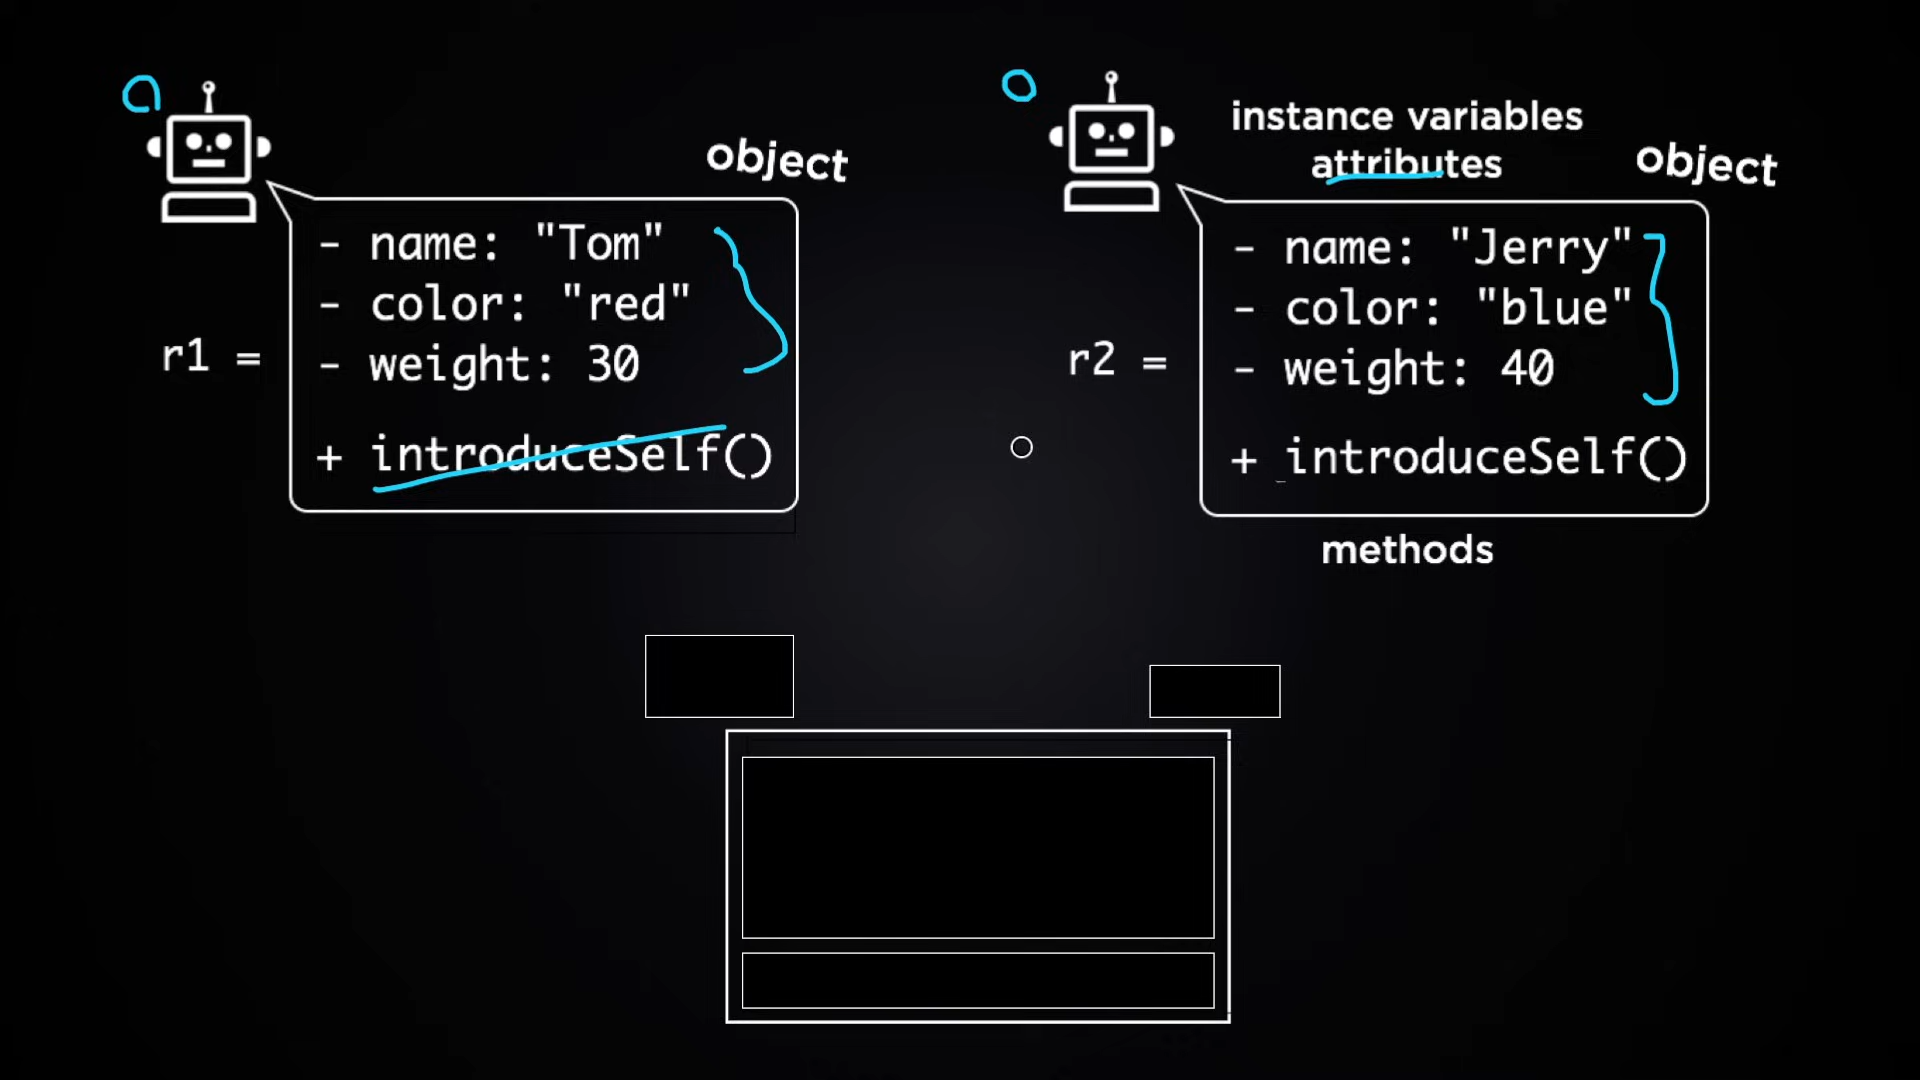 object
- name: "Tom"
- color: "red"
r1 =
- weight: 30
+ introduceSelf()
instance variables
attributes
object
- name: "Jerry"
- color: "blue"
r2 =
- weight: 40
+ introduceSelf()
methods